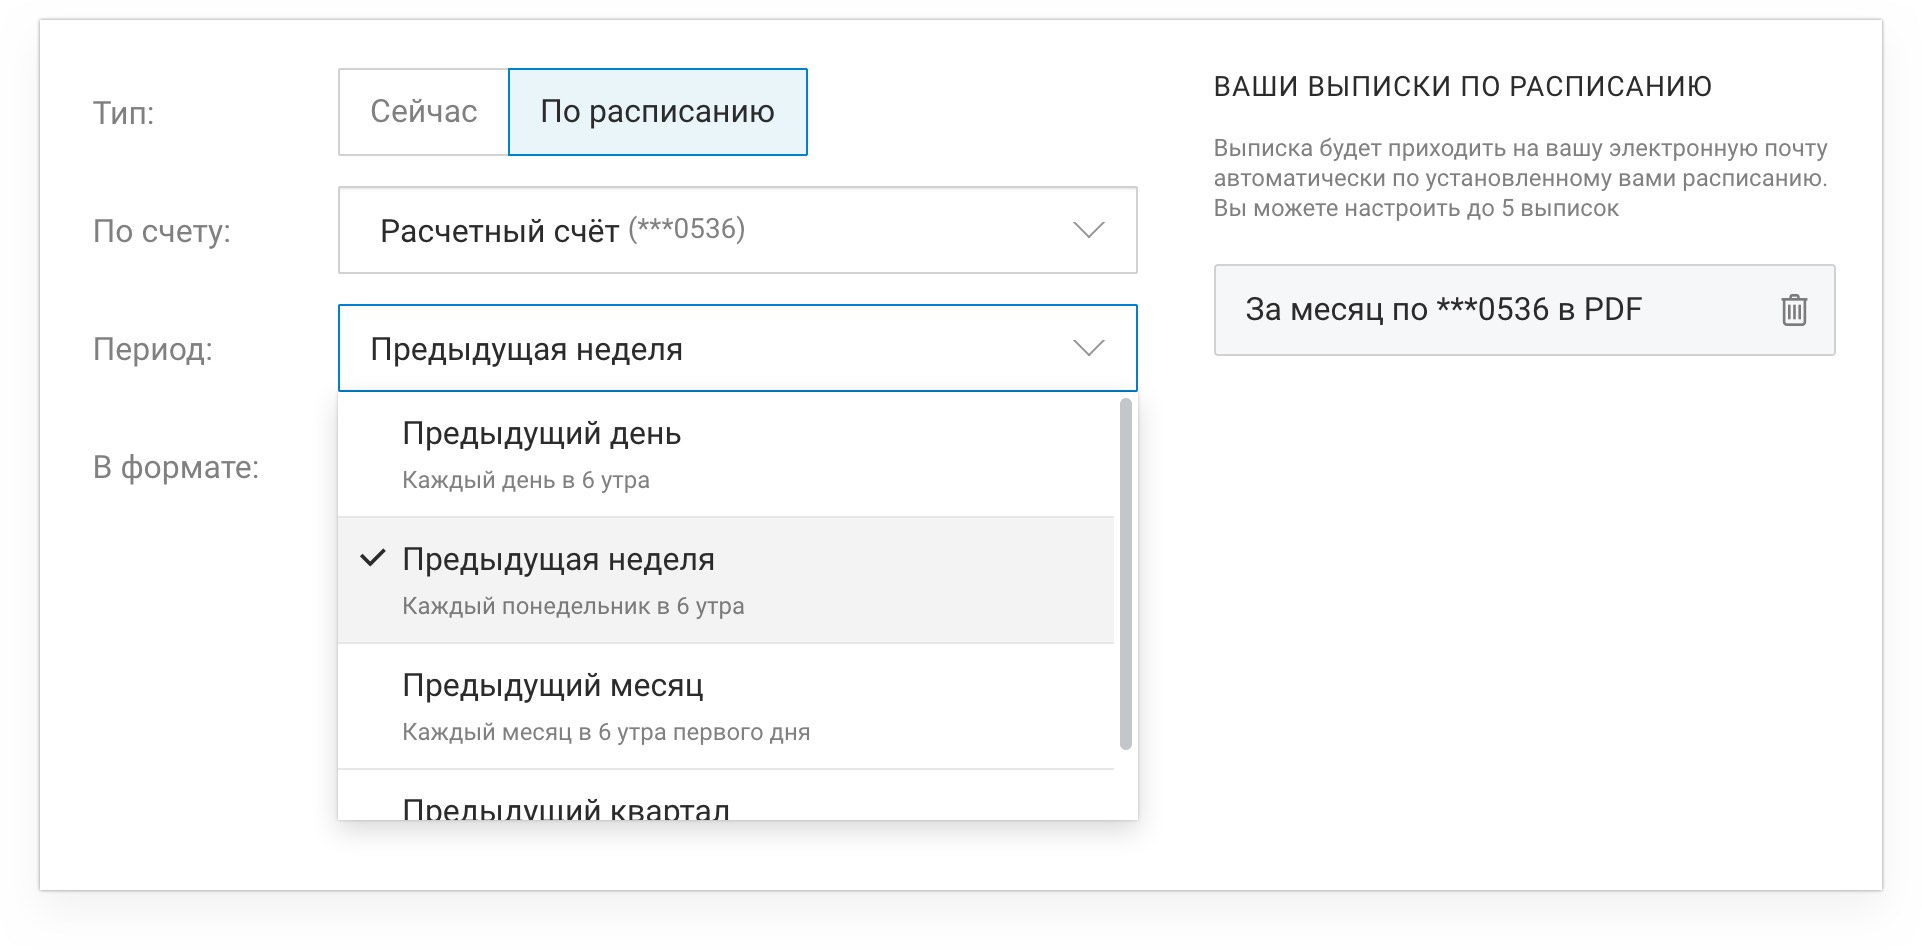 Тип:
Сейчас
По расписанию
По счету:
Расчетный счёт (***0536)
Период:
Предыдущая неделя
В формате:
Предыдущий день
Каждый день в 6 утра
Предыдущая неделя
Каждый понедельник в 6 утра
Предыдущий месяц
Каждый месяц в 6 утра первого дня
Предыдущий квартал
ВАШИ ВЫПИСКИ ПО РАСПИСАНИЮ
Выписка будет приходить на вашу электронную почту
автоматически по установленному вами расписанию.
Вы можете настроить до 5 выписок
За месяц по ***0536 в PDF